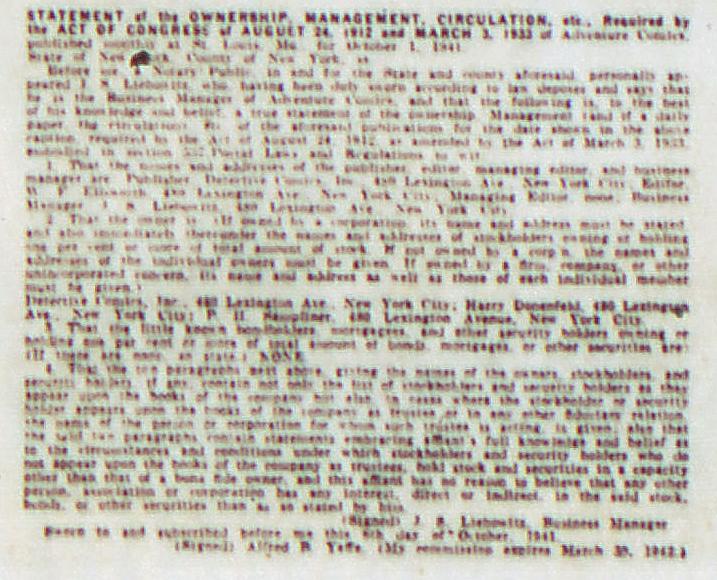 STATEMENT of the OWNERSHIP, MANAGEMENT, CIRCULATION, etc., Required by
the ACT OF CONGRESS of AUGUST 24, 1912 and MARCH 3, 1933 of Adventure Comics,
published monthly at St. Louis, Mo. for October 1, 1941.
State of New York, County of New York, ss
Before me a Notary Public, in and for the State and county aforesaid personally ap-
peared J. S. Liebowitz, who having been duly sworn according to law deposes and says that
he is the Business Manager of Adventure Comics, and that the following is, to the best
of his knowledge and belief, a true statement of the ownership Management (and if a daily
paper, the circulation) etc. of the aforesaid publications for the date shown in the above
caption, required by the Act of August 24, 1912, as amended by the Act of March 3, 1933,
embodied in section 537 Postal Laws and Regulations to wit
1. That the names and addresses of the publisher, editor, managing editor, and business
manager are: Publisher Detective Comics, Inc., 480 Lexington Ave., New York City; Editor,
W. F. Ellsworth, 480 Lexington Ave., New York City; Managing Editor, none; Business
Manager J. S. Liebowitz, 480 Lexington Ave., New York City.
2. That the owner is: (If owned by a corporation, its name and address must be stated
and also immediately thereunder the names and addresses of stockholders owning or holding
one per cent or more of total amount of stock. If not owned by a corp'n, the names and
addresses of the individual owners must be given. If owned by a firm, company, or other
unincorporated concern, its name and address as well as those of each individual member
must be given.)
Detective Comics, Inc., 480 Lexington Ave., New York City; Harry Donenfeld, 480 Lexington
Ave., New York City; P. H. Sampliner, 480 Lexington Avenue, New York City.
3. That the little known bondholders, mortgagees, and other security holders owning or
holding one per cent or more of total amount of bonds, mortgages, or other securities are:
(If there are none, so state.) NONE
4. That the two paragraphs next above, giving the names of the owners, stockholders, and
security holders, if any, contain not only the list of stockholders and security holders as they
appear upon the books of the company but also, in cases where the stockholder or security
holder appears upon the books of the company as trustees or in any other fiduciary relation,
the name of the person or corporation for whom such trustee is acting, is given; also that
the said two paragraphs contain statements embracing affiant's full knowledge and belief as
to the circumstances and conditions under which stockholders and security holders who do
not appear upon the books of the company as trustees, hold stock and securities in a capacity
other than that of a bona fide owner, and this affiant has no reason to believe that any other
person, association or corporation has any interest, direct or indirect, in the said stock,
bonds, or other securities than as so stated by him.
(Signed) J. S. Liebowitz, Business Manager
Sworn to and subscribed before me this day of October, 1941.
(Signed) Alfred B. Yaffe, (My commission expires March 30, 1942.)